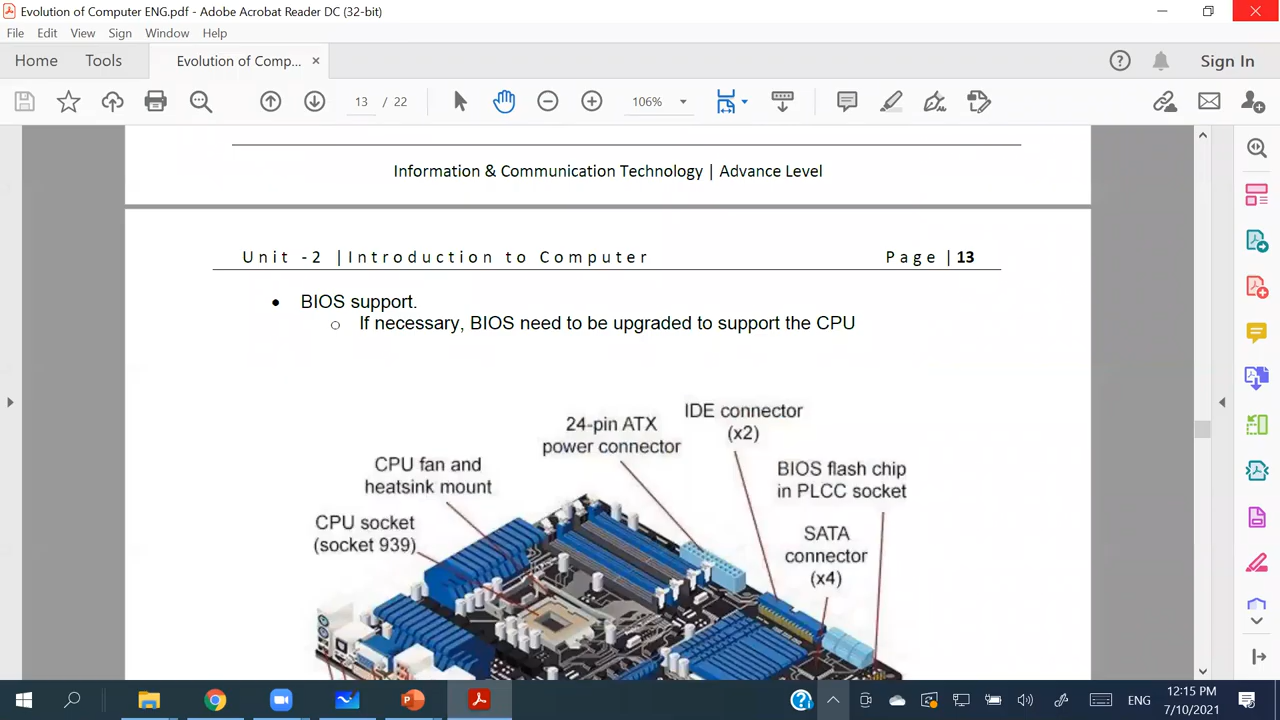 Evolution of Computer ENG.pdf - Adobe Acrobat Reader DC (32-bit)
File Edit View Sign Window Help
Home Tools Evolution of Comp... × Sign In
13 / 22 106%
Information & Communication Technology | Advance Level
Unit -2 |Introduction to Computer Page |13
• BIOS support.
○ If necessary, BIOS need to be upgraded to support the CPU
IDE connector
(x2)
24-pin ATX
power connector
CPU fan and
heatsink mount
BIOS flash chip
in PLCC socket
CPU socket
(socket 939)
SATA
connector
(x4)
ENG
12:15 PM
7/10/2021